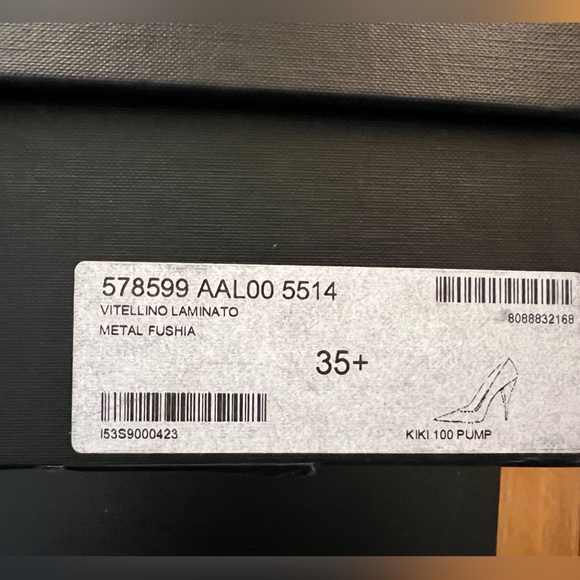 578599 AAL00 5514
VITELLINO LAMINATO
METAL FUSHIA
8088832168
35+
I53S9000423
KIKI 100 PUMP